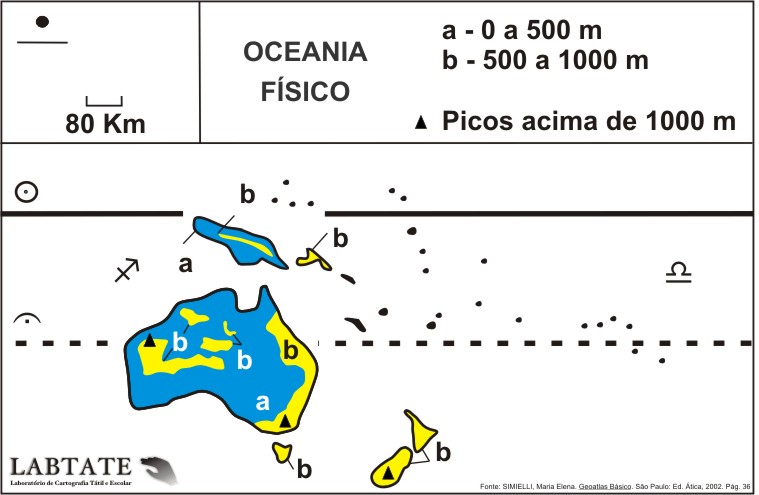 OCEANIA
FÍSICO
a - 0 a 500 m
b - 500 a 1000 m
Picos acima de 1000 m
80 Km
b
b
a
b
b
b
a
b
b
LABTATE
Laboratório de Cartografia Tátil e Escolar
Fonte: SIMIELLI, Maria Elena. Geoatlas Básico. São Paulo: Ed. Ática, 2002. Pág. 36